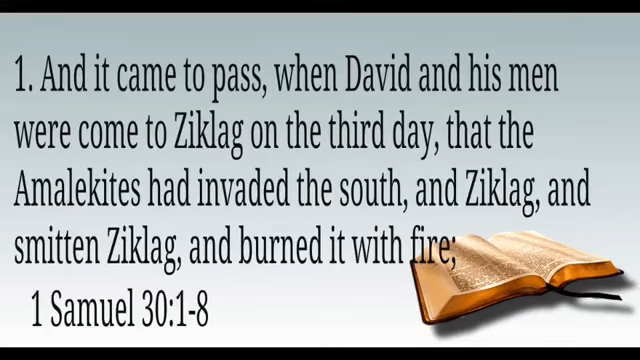 1. And it came to pass, when David and his men
were come to Ziklag on the third day, that the
Amalekites had invaded the south, and Ziklag, and
smitten Ziklag, and burned it with fire;
1 Samuel 30:1-8